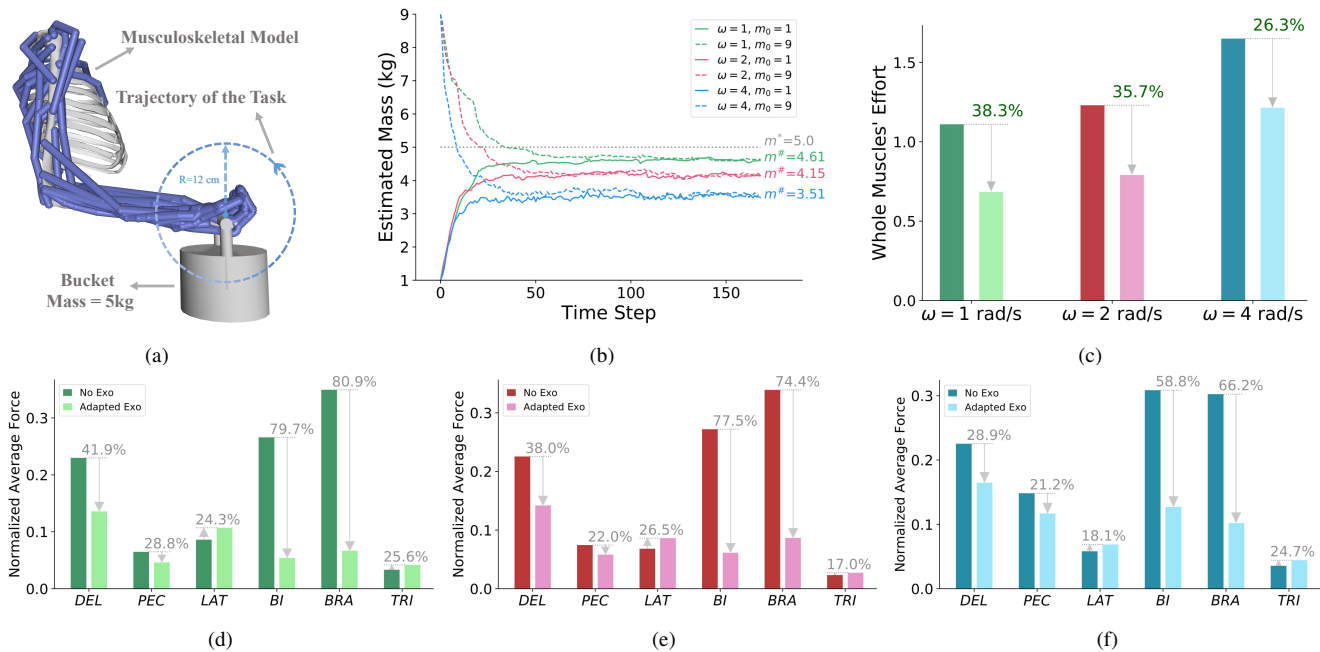 Musculoskeletal Model
Trajectory of the Task
R=12 cm
Bucket
Mass = 5kg
(a)
Estimated Mass (kg)
9
8
7
6
5
4
3
2
1
0
50
100
150
Time Step
ω = 1, m₀ = 1
ω = 1, m₀ = 9
ω = 2, m₀ = 1
ω = 2, m₀ = 9
ω = 4, m₀ = 1
ω = 4, m₀ = 9
m*=5.0
m#=4.61
m#=4.15
m#=3.51
(b)
Whole Muscles' Effort
1.5
1.0
0.5
0.0
38.3%
35.7%
26.3%
ω = 1 rad/s
ω = 2 rad/s
ω = 4 rad/s
(c)
Normalized Average Force
0.3
0.2
0.1
0.0
No Exo
Adapted Exo
41.9%
28.8%
24.3%
79.7%
80.9%
25.6%
DEL
PEC
LAT
BI
BRA
TRI
(d)
Normalized Average Force
0.3
0.2
0.1
0.0
No Exo
Adapted Exo
38.0%
22.0%
26.5%
77.5%
74.4%
17.0%
DEL
PEC
LAT
BI
BRA
TRI
(e)
Normalized Average Force
0.3
0.2
0.1
0.0
No Exo
Adapted Exo
28.9%
21.2%
18.1%
58.8%
66.2%
24.7%
DEL
PEC
LAT
BI
BRA
TRI
(f)